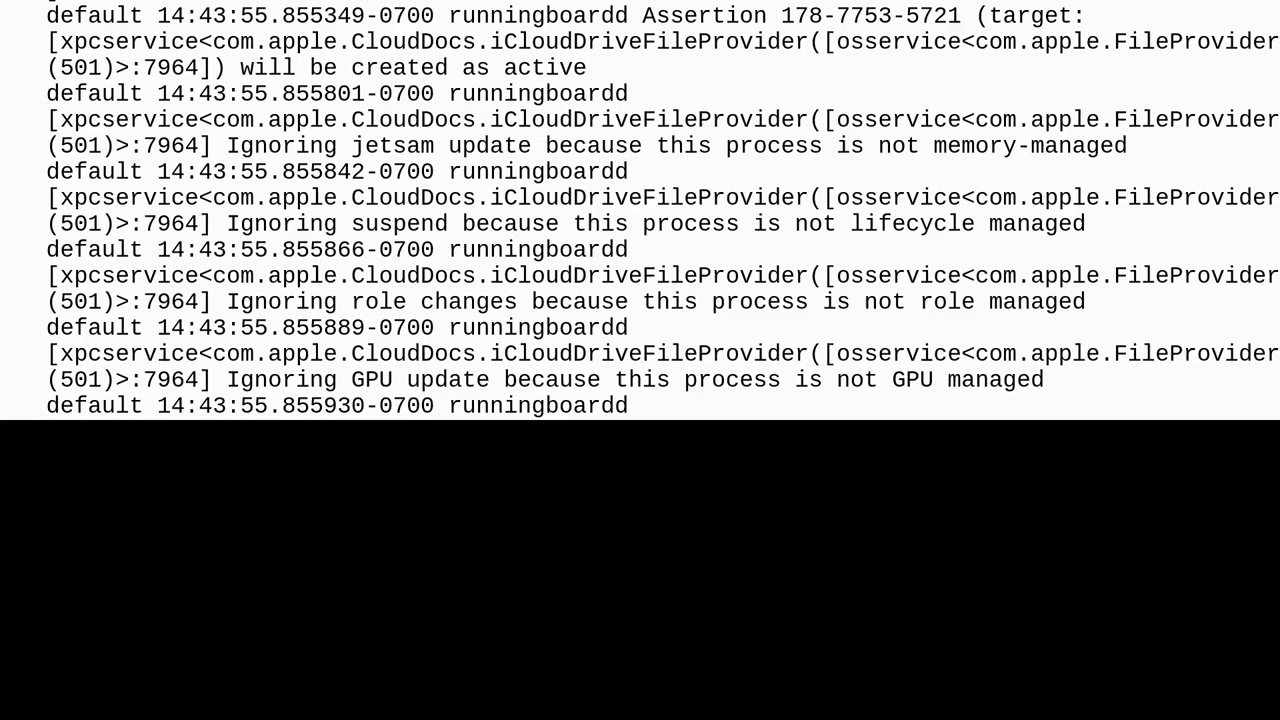 default 14:43:55.855349-0700 runningboardd Assertion 178-7753-5721 (target:
[xpcservice<com.apple.CloudDocs.iCloudDriveFileProvider([osservice<com.apple.FileProvider
(501)>:7964]) will be created as active
default 14:43:55.855801-0700 runningboardd
[xpcservice<com.apple.CloudDocs.iCloudDriveFileProvider([osservice<com.apple.FileProvider
(501)>:7964] Ignoring jetsam update because this process is not memory-managed
default 14:43:55.855842-0700 runningboardd
[xpcservice<com.apple.CloudDocs.iCloudDriveFileProvider([osservice<com.apple.FileProvider
(501)>:7964] Ignoring suspend because this process is not lifecycle managed
default 14:43:55.855866-0700 runningboardd
[xpcservice<com.apple.CloudDocs.iCloudDriveFileProvider([osservice<com.apple.FileProvider
(501)>:7964] Ignoring role changes because this process is not role managed
default 14:43:55.855889-0700 runningboardd
[xpcservice<com.apple.CloudDocs.iCloudDriveFileProvider([osservice<com.apple.FileProvider
(501)>:7964] Ignoring GPU update because this process is not GPU managed
default 14:43:55.855930-0700 runningboardd